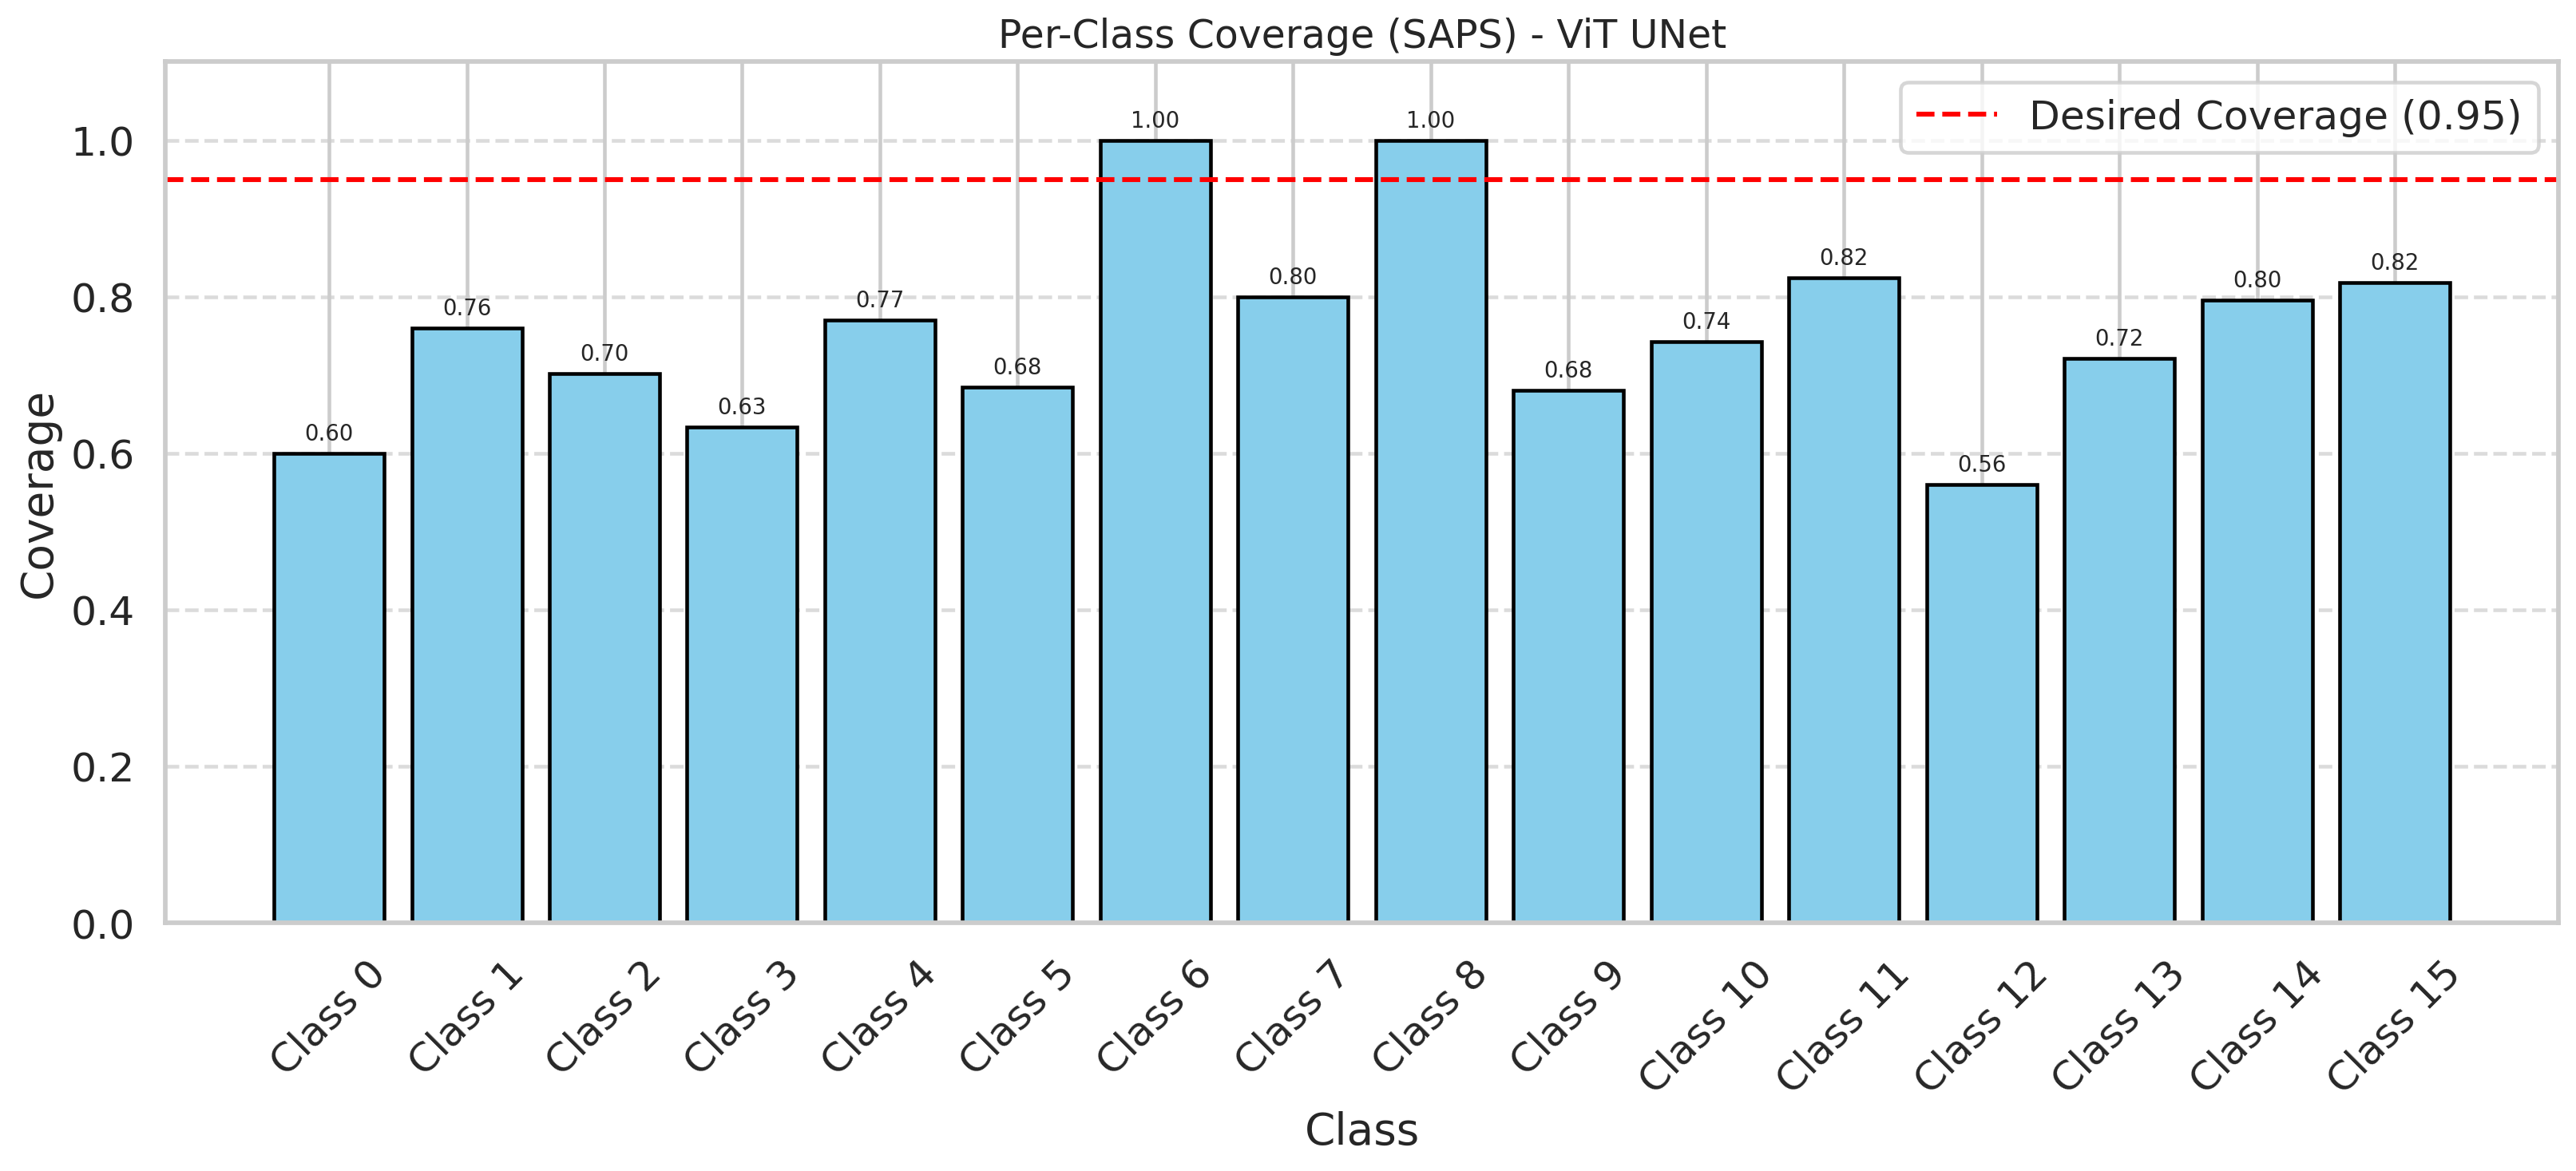 Per-Class Coverage (SAPS) - ViT UNet
Desired Coverage (0.95)
Coverage
1.0
0.8
0.6
0.4
0.2
0.0
0.60
0.76
0.70
0.63
0.77
0.68
1.00
0.80
1.00
0.68
0.74
0.82
0.56
0.72
0.80
0.82
Class 0
Class 1
Class 2
Class 3
Class 4
Class 5
Class 6
Class 7
Class 8
Class 9
Class 10
Class 11
Class 12
Class 13
Class 14
Class 15
Class